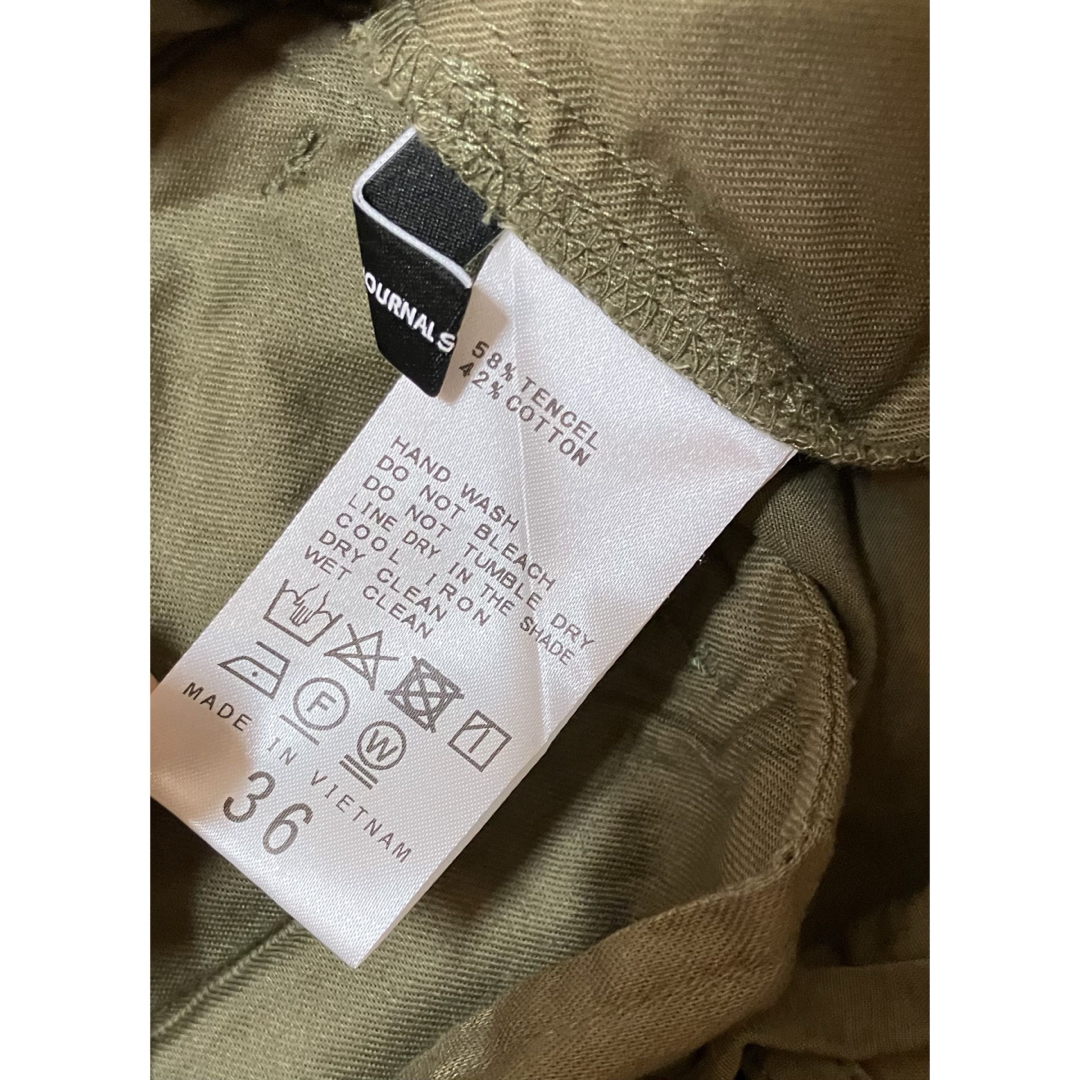 OURNAL S
58% TENCEL
42% COTTON
HAND WASH
DO NOT BLEACH
DO NOT TUMBLE DRY
LINE DRY IN THE SHADE
COOL IRON
DRY CLEAN
WET CLEAN
F
W
MADE IN VIETNAM
36